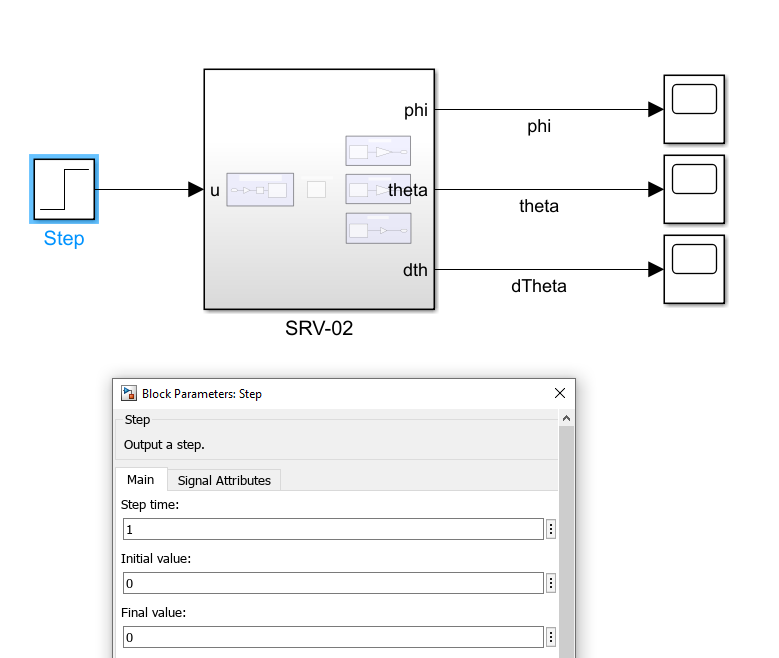 phi
phi
u
theta
theta
Step
dth
dTheta
SRV-02
Block Parameters: Step
Step
Output a step.
Main
Signal Attributes
Step time:
1
Initial value:
0
Final value:
0